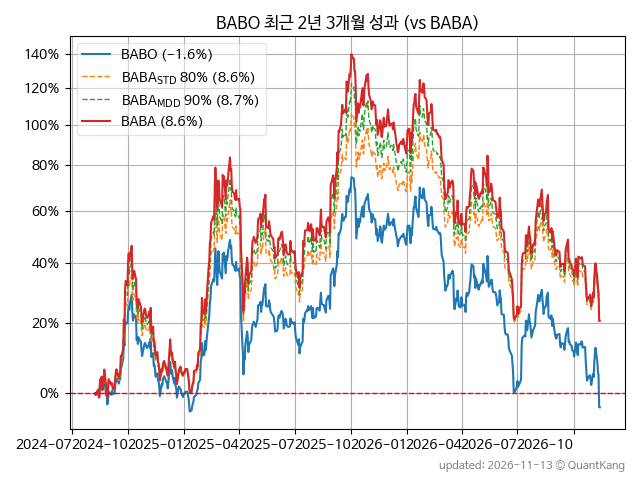 BABO 최근 2년 3개월 성과 (vs BABA)
140%
120%
100%
80%
60%
40%
20%
0%
BABO (-1.6%)
BABASTD 80% (8.6%)
BABAMDD 90% (8.7%)
BABA (8.6%)
2024-07 2024-10 2025-01 2025-04 2025-07 2025-10 2026-01 2026-04 2026-07 2026-10
updated: 2026-11-13 © QuantKang